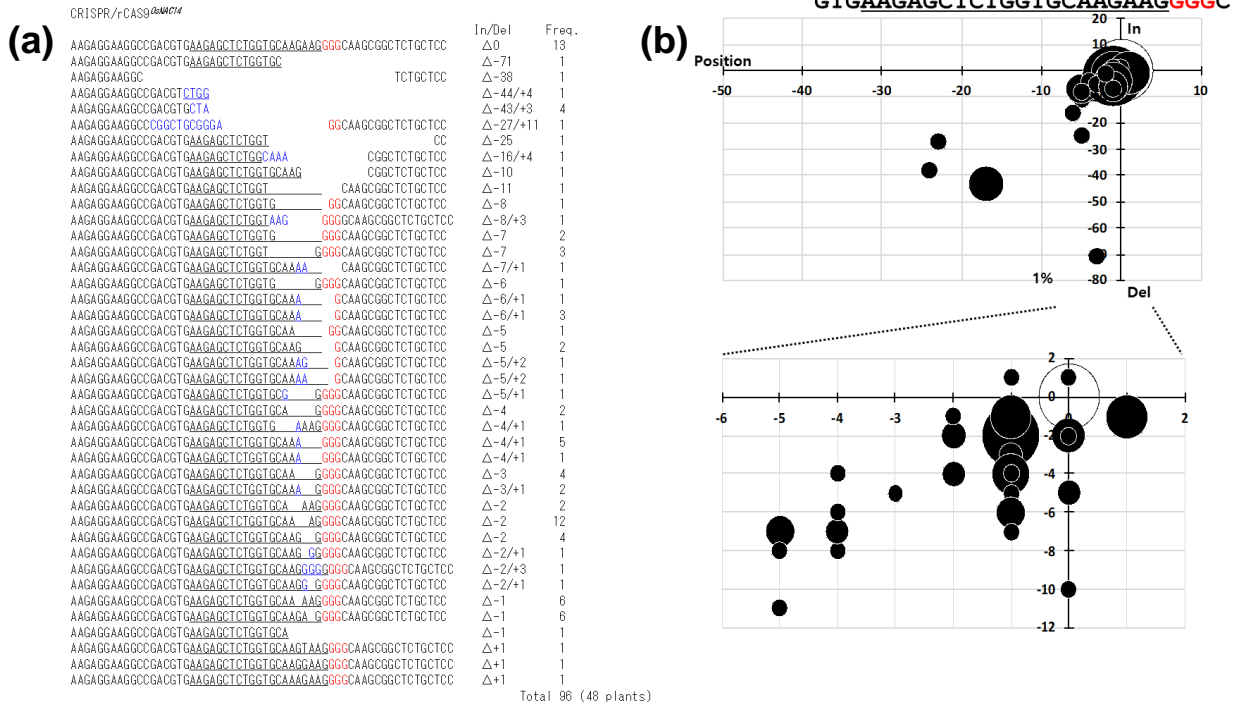 CRISPR/rCAS9OsNAC14
(a)
In/Del Freq.
AAGAGGAAGGCCGACGTGAAGAGCTCTGGTGCAAGAAGGGGCAAGCGGCTCTGCTCC △0 13
AAGAGGAAGGCCGACGTGAAGAGCTCTGGTGC △-71 1
AAGAGGAAGGC TCTGCTCC △-38 1
AAGAGGAAGGCCGACGTCTGG △-44/+4 1
AAGAGGAAGGCCGACGTGCTA △-43/+3 4
AAGAGGAAGGCCCGGCTGCGGGA GGCAAGCGGCTCTGCTCC △-27/+11 1
AAGAGGAAGGCCGACGTGAAGAGCTCTGGT CC △-25 1
AAGAGGAAGGCCGACGTGAAGAGCTCTGGCAAA CGGCTCTGCTCC △-16/+4 1
AAGAGGAAGGCCGACGTGAAGAGCTCTGGTGCAAG CGGCTCTGCTCC △-10 1
AAGAGGAAGGCCGACGTGAAGAGCTCTGGT CAAGCGGCTCTGCTCC △-11 1
AAGAGGAAGGCCGACGTGAAGAGCTCTGGTG GGCAAGCGGCTCTGCTCC △-8 1
AAGAGGAAGGCCGACGTGAAGAGCTCTGGTAAG GGGGCAAGCGGCTCTGCTCC △-8/+3 1
AAGAGGAAGGCCGACGTGAAGAGCTCTGGTG GGGCAAGCGGCTCTGCTCC △-7 2
AAGAGGAAGGCCGACGTGAAGAGCTCTGGT GGGGCAAGCGGCTCTGCTCC △-7 3
AAGAGGAAGGCCGACGTGAAGAGCTCTGGTGCAAAA CAAGCGGCTCTGCTCC △-7/+1 1
AAGAGGAAGGCCGACGTGAAGAGCTCTGGTG GGGGCAAGCGGCTCTGCTCC △-6 1
AAGAGGAAGGCCGACGTGAAGAGCTCTGGTGCAAA GCAAGCGGCTCTGCTCC △-6/+1 1
AAGAGGAAGGCCGACGTGAAGAGCTCTGGTGCAAA GCAAGCGGCTCTGCTCC △-6/+1 3
AAGAGGAAGGCCGACGTGAAGAGCTCTGGTGCAA GGCAAGCGGCTCTGCTCC △-5 1
AAGAGGAAGGCCGACGTGAAGAGCTCTGGTGCAAG GCAAGCGGCTCTGCTCC △-5 2
AAGAGGAAGGCCGACGTGAAGAGCTCTGGTGCAAAG GCAAGCGGCTCTGCTCC △-5/+2 1
AAGAGGAAGGCCGACGTGAAGAGCTCTGGTGCAAAA GCAAGCGGCTCTGCTCC △-5/+2 1
AAGAGGAAGGCCGACGTGAAGAGCTCTGGTGCG GGGGCAAGCGGCTCTGCTCC △-5/+1 1
AAGAGGAAGGCCGACGTGAAGAGCTCTGGTGCA GGGGCAAGCGGCTCTGCTCC △-4 2
AAGAGGAAGGCCGACGTGAAGAGCTCTGGTG AAAGGGGCAAGCGGCTCTGCTCC △-4/+1 1
AAGAGGAAGGCCGACGTGAAGAGCTCTGGTGCAAA GGGCAAGCGGCTCTGCTCC △-4/+1 5
AAGAGGAAGGCCGACGTGAAGAGCTCTGGTGCAAA GGGCAAGCGGCTCTGCTCC △-4/+1 1
AAGAGGAAGGCCGACGTGAAGAGCTCTGGTGCAA GGGGCAAGCGGCTCTGCTCC △-3 4
AAGAGGAAGGCCGACGTGAAGAGCTCTGGTGCAAA GGGGCAAGCGGCTCTGCTCC △-3/+1 2
AAGAGGAAGGCCGACGTGAAGAGCTCTGGTGCA AAGGGGCAAGCGGCTCTGCTCC △-2 2
AAGAGGAAGGCCGACGTGAAGAGCTCTGGTGCAA AGGGGCAAGCGGCTCTGCTCC △-2 12
AAGAGGAAGGCCGACGTGAAGAGCTCTGGTGCAAG GGGGCAAGCGGCTCTGCTCC △-2 4
AAGAGGAAGGCCGACGTGAAGAGCTCTGGTGCAAG GGGGGCAAGCGGCTCTGCTCC △-2/+1 1
AAGAGGAAGGCCGACGTGAAGAGCTCTGGTGCAAGGGGGGGGCAAGCGGCTCTGCTCC △-2/+3 1
AAGAGGAAGGCCGACGTGAAGAGCTCTGGTGCAAGG GGGGCAAGCGGCTCTGCTCC △-2/+1 1
AAGAGGAAGGCCGACGTGAAGAGCTCTGGTGCAA AAGGGGCAAGCGGCTCTGCTCC △-1 6
AAGAGGAAGGCCGACGTGAAGAGCTCTGGTGCAAGA GGGGCAAGCGGCTCTGCTCC △-1 6
AAGAGGAAGGCCGACGTGAAGAGCTCTGGTGCA △-1 1
AAGAGGAAGGCCGACGTGAAGAGCTCTGGTGCAAGTAAGGGGCAAGCGGCTCTGCTCC △+1 1
AAGAGGAAGGCCGACGTGAAGAGCTCTGGTGCAAGGAAGGGGCAAGCGGCTCTGCTCC △+1 1
AAGAGGAAGGCCGACGTGAAGAGCTCTGGTGCAAAGAAGGGGCAAGCGGCTCTGCTCC △+1 1
Total 96 (48 plants)
(b)
GTGAAGAGCTCTGGTGCAAGAAGGGGC
20
In
10
Position
0
-50 -40 -30 -20 -10 0 10
-10
-20
-30
-40
-50
-60
1%
-80
Del
2
0
-6 -5 -4 -3 -2 -1 0 2
-2
-4
-6
-8
-10
-12